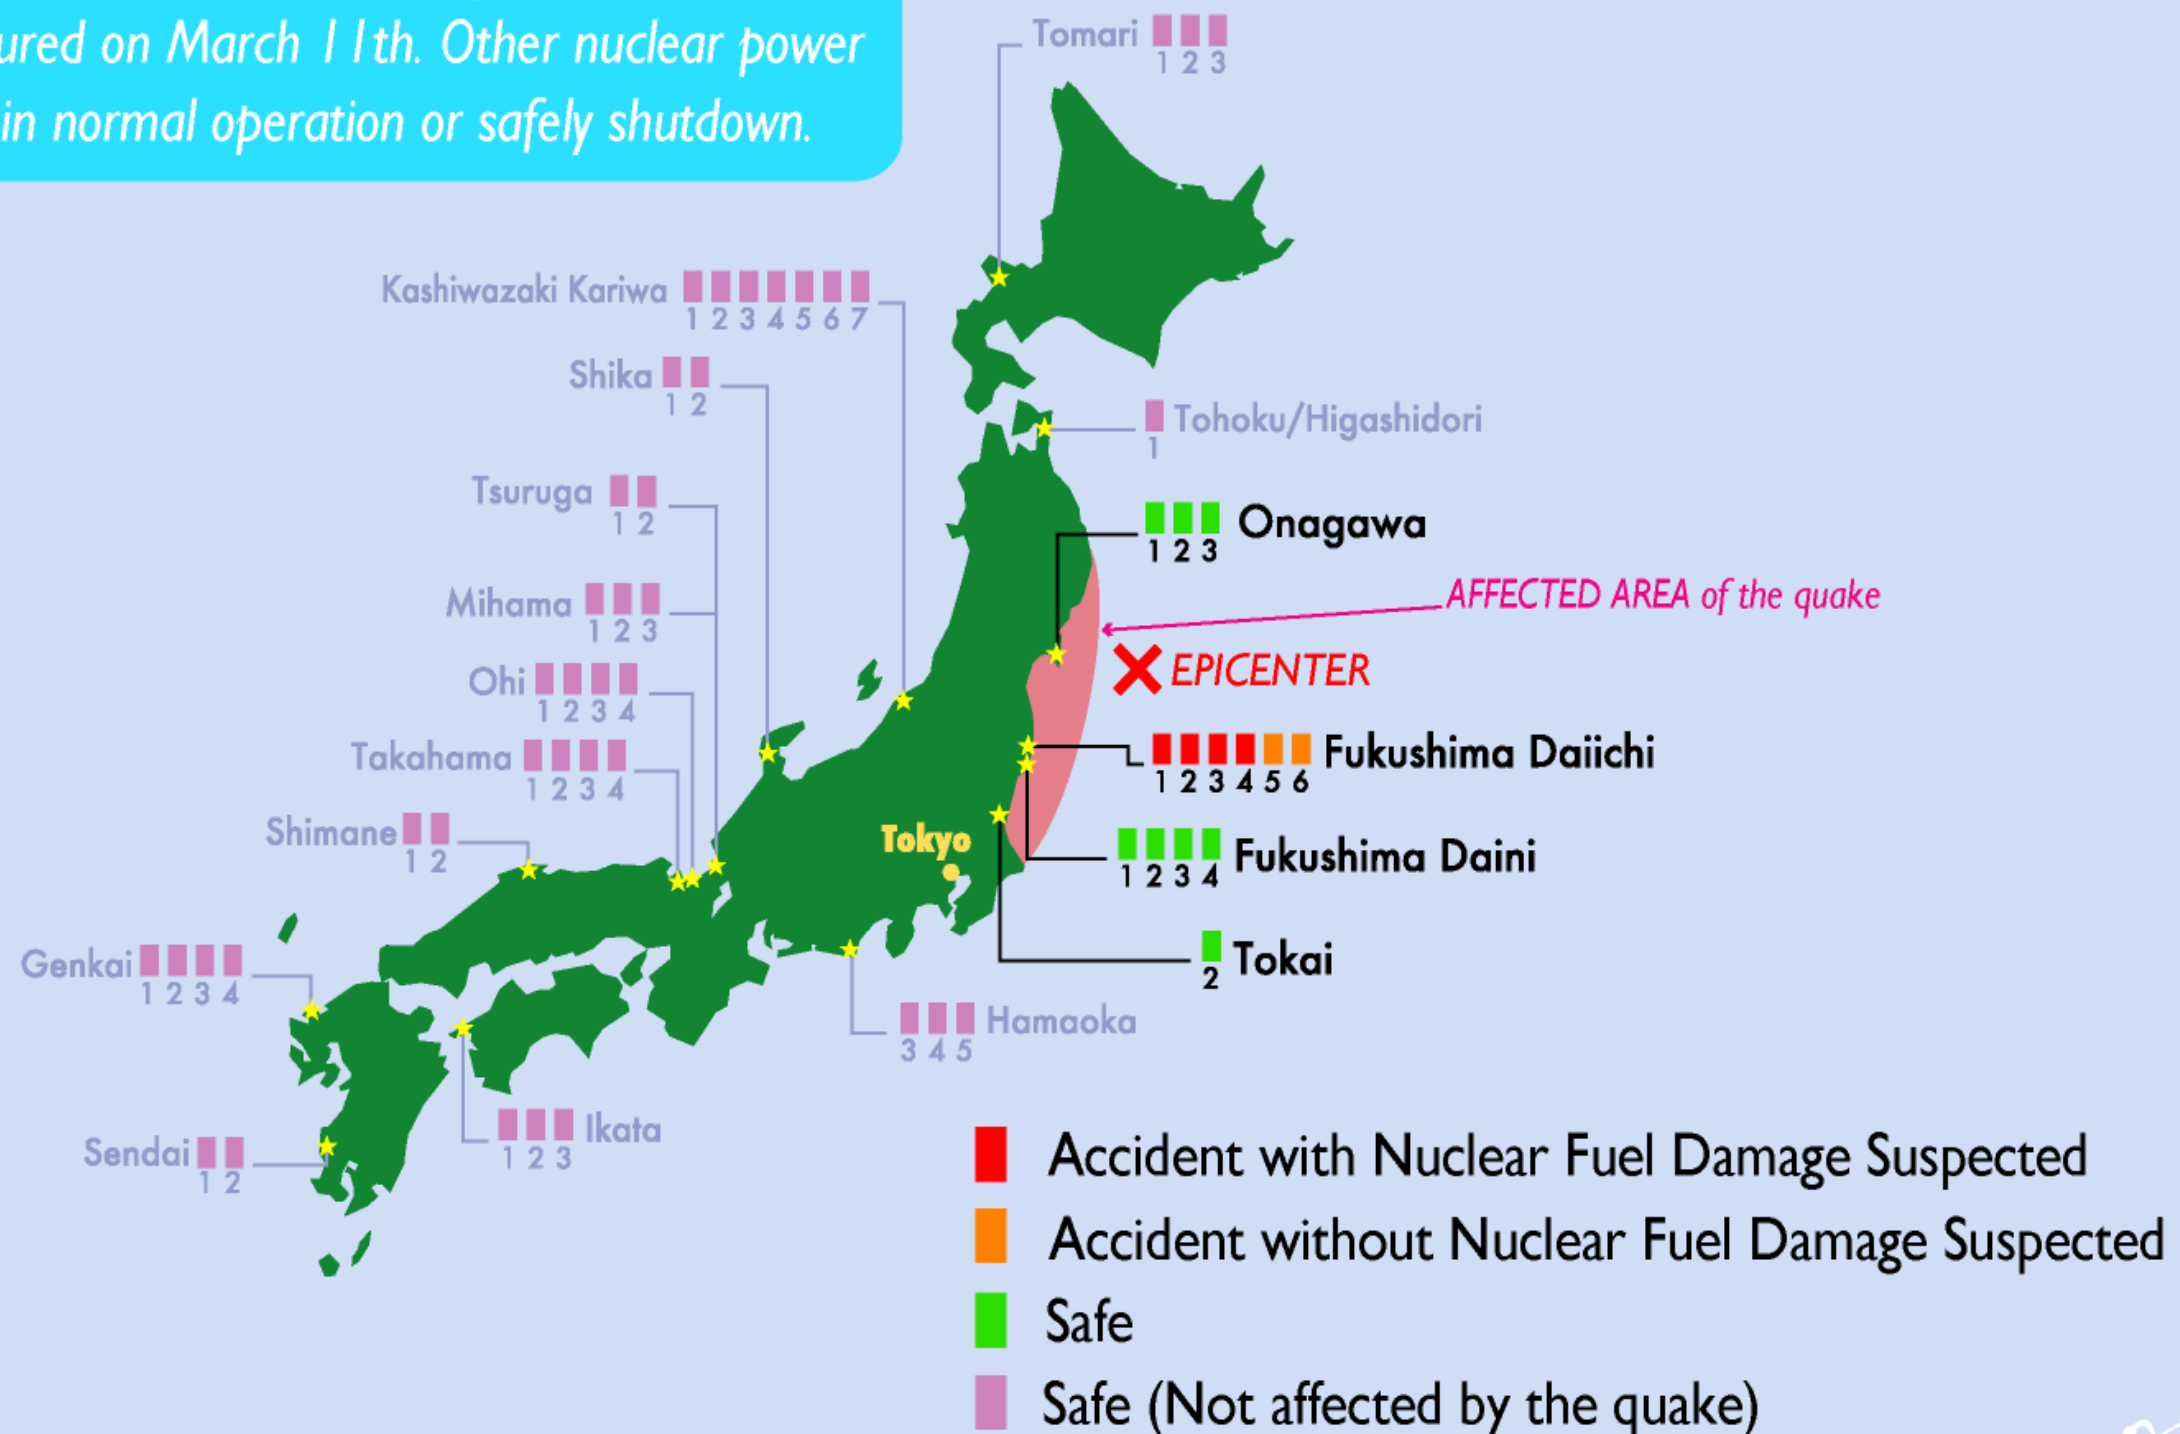 ured on March 11th. Other nuclear power
in normal operation or safely shutdown.
Tomari
1 2 3
Kashiwazaki Kariwa
1 2 3 4 5 6 7
Shika
1 2
Tohoku/Higashidori
1
Tsuruga
1 2
Onagawa
1 2 3
Mihama
1 2 3
AFFECTED AREA of the quake
EPICENTER
Ohi
1 2 3 4
Takahama
1 2 3 4
Fukushima Daiichi
1 2 3 4 5 6
Shimane
1 2
Tokyo
Fukushima Daini
1 2 3 4
Genkai
1 2 3 4
Tokai
2
Hamaoka
3 4 5
Ikata
1 2 3
Sendai
1 2
Accident with Nuclear Fuel Damage Suspected
Accident without Nuclear Fuel Damage Suspected
Safe
Safe (Not affected by the quake)